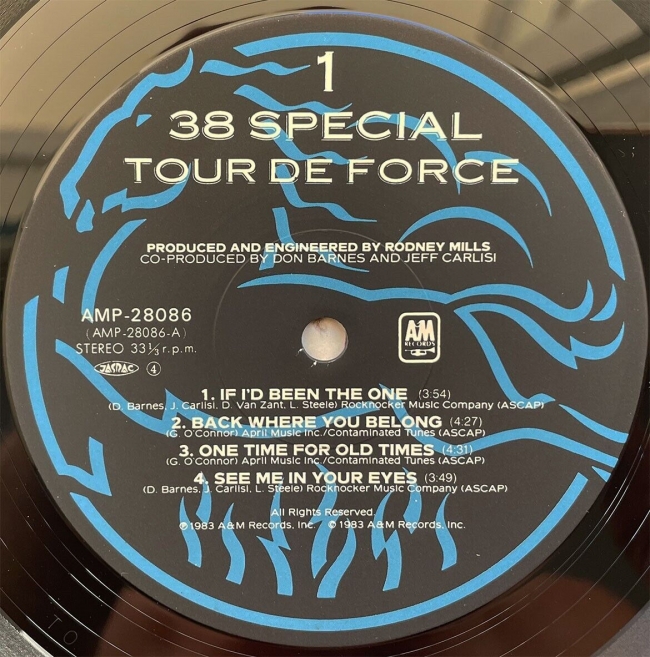 1
38 SPECIAL
TOUR DE FORCE
PRODUCED AND ENGINEERED BY RODNEY MILLS
CO-PRODUCED BY DON BARNES AND JEFF CARLISI
AMP-28086
(AMP-28086-A)
STEREO 33⅓ r.p.m.
JASRAC 4
A&M
RECORDS
1. IF I'D BEEN THE ONE (3:54)
(D. Barnes, J. Carlisi, D. Van Zant, L. Steele) Rocknocker Music Company (ASCAP)
2. BACK WHERE YOU BELONG (4:27)
(G. O'Connor) April Music Inc./Contaminated Tunes (ASCAP)
3. ONE TIME FOR OLD TIMES (4:31)
(G. O'Connor) April Music Inc./Contaminated Tunes (ASCAP)
4. SEE ME IN YOUR EYES (3:49)
(D. Barnes, J. Carlisi, L. Steele) Rocknocker Music Company (ASCAP)
All Rights Reserved.
℗1983 A&M Records, Inc. ©1983 A&M Records, Inc.
TO